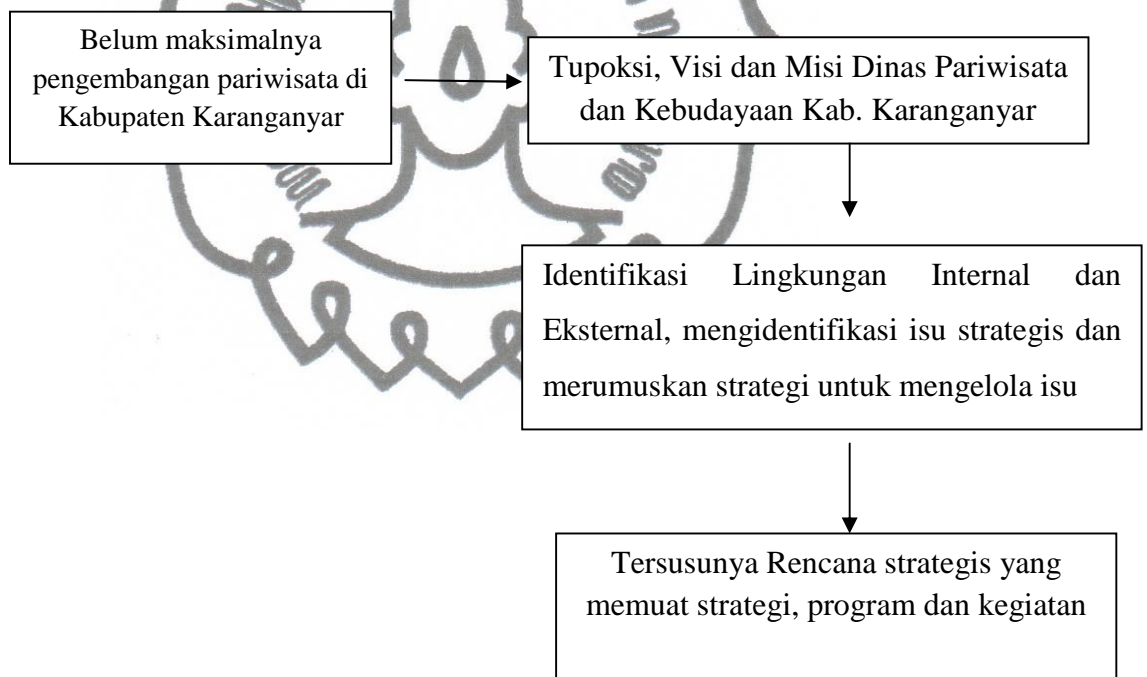 Belum maksimalnya
pengembangan pariwisata di
Kabupaten Karanganyar
Tupoksi, Visi dan Misi Dinas Pariwisata
dan Kebudayaan Kab. Karanganyar
Identifikasi Lingkungan Internal dan
Eksternal, mengidentifikasi isu strategis dan
merumuskan strategi untuk mengelola isu
Tersusunya Rencana strategis yang
memuat strategi, program dan kegiatan